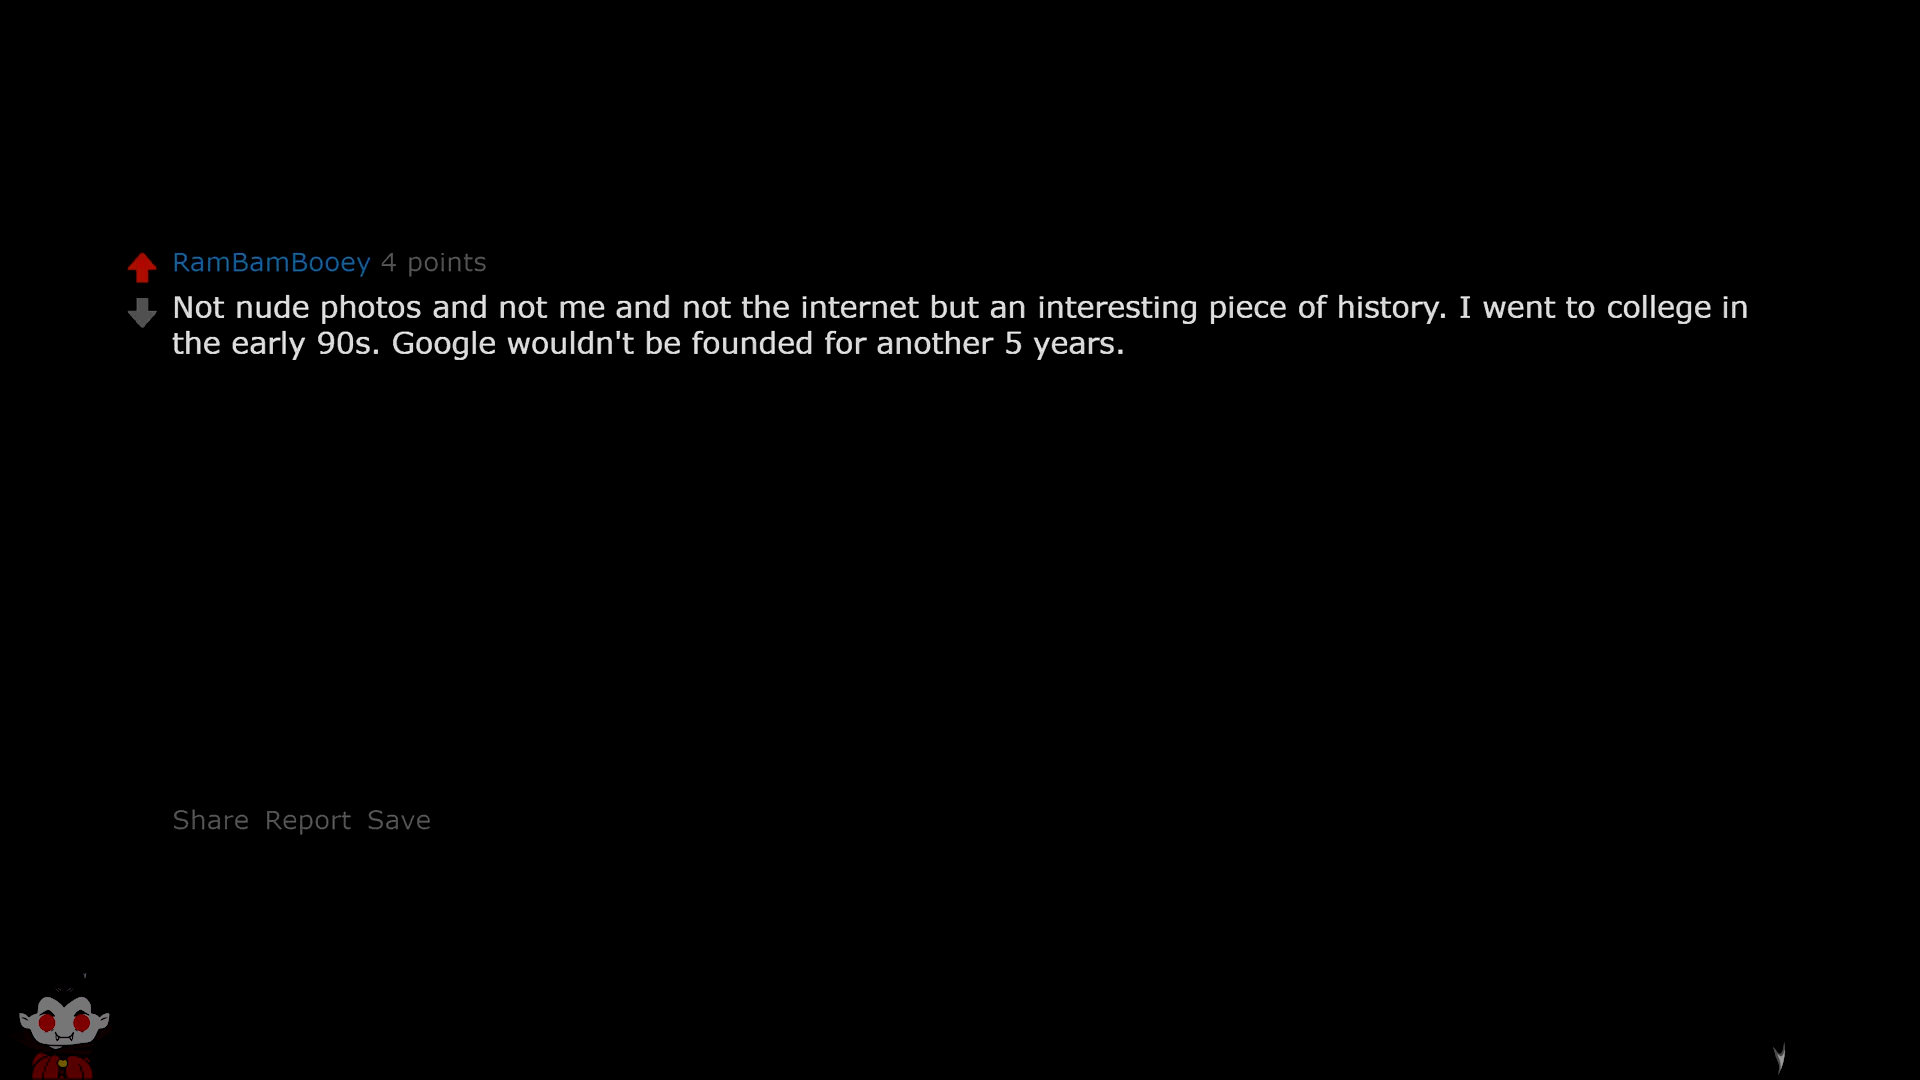 RamBamBooey 4 points
Not nude photos and not me and not the internet but an interesting piece of history. I went to college in
the early 90s. Google wouldn't be founded for another 5 years.
Share Report Save